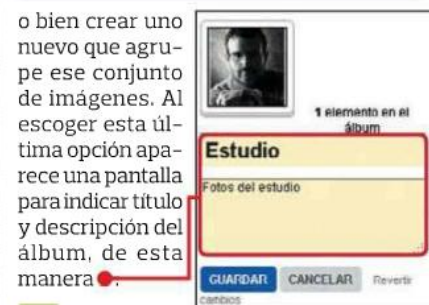 o bien crear uno
nuevo que agru-
pe ese conjunto
de imágenes. Al
escoger esta úl-
tima opción apa-
rece una pantalla
para indicar título
y descripción del
álbum, de esta
manera .
1 elemento en el
álbum
Estudio
Fotos del estudio
GUARDAR CANCELAR Revertir
cambios